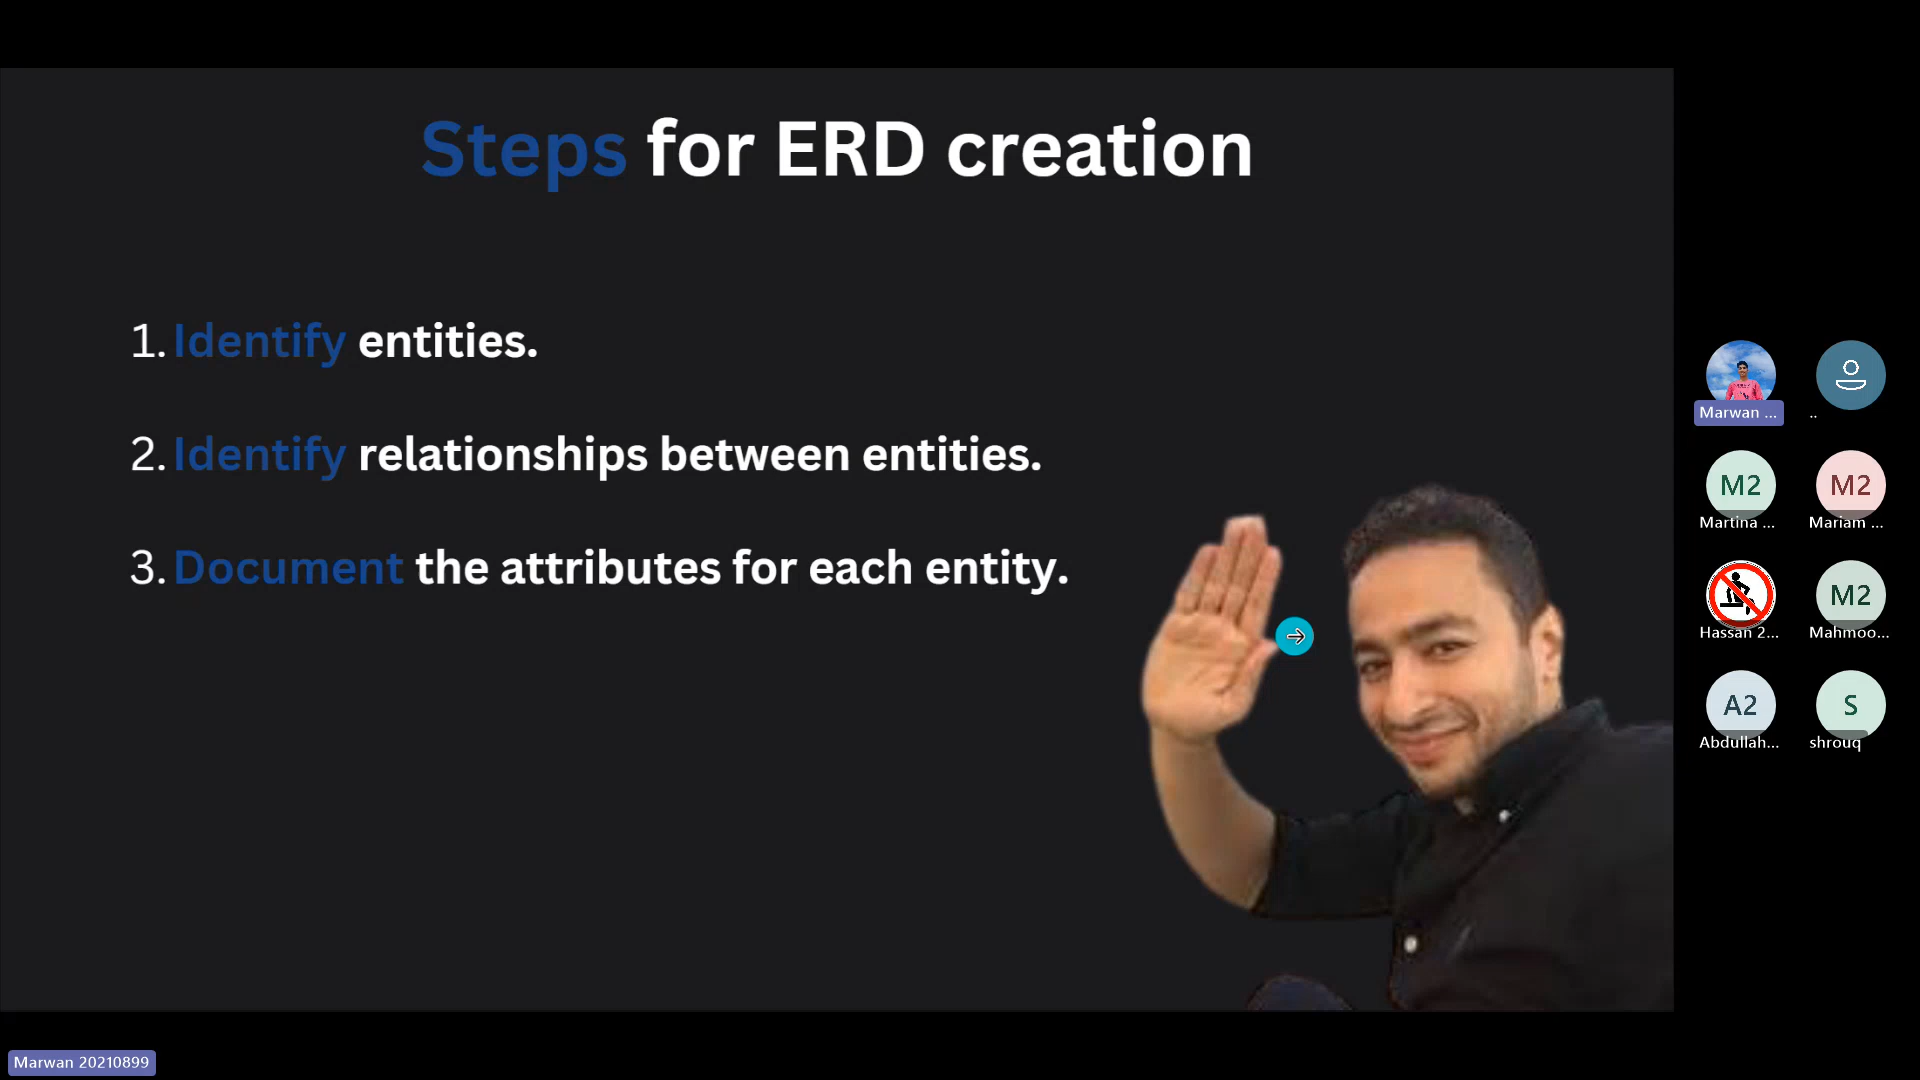 Steps for ERD creation
1. Identify entities.
2. Identify relationships between entities.
3. Document the attributes for each entity.
Marwan ...
..
M2
M2
Martina ...
Mariam ...
Hassan 2...
M2
Mahmoo...
A2
S
Abdullah...
shrouq
Marwan 20210899